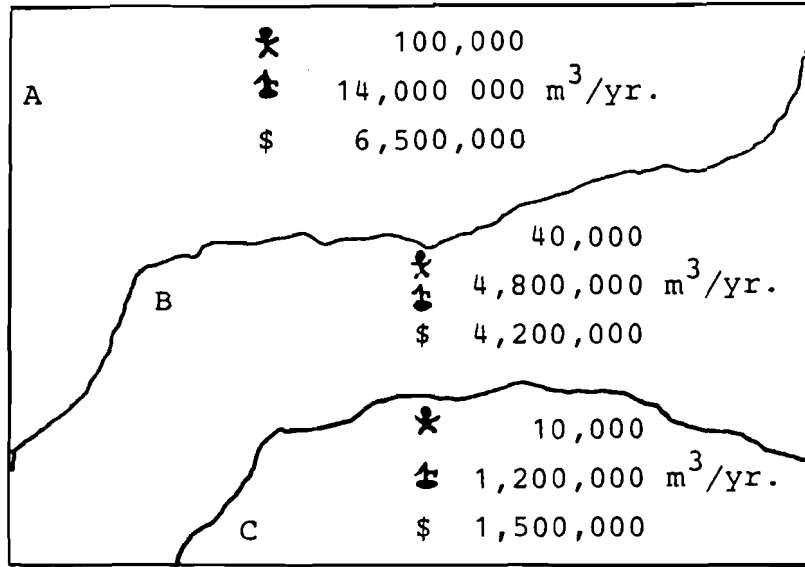 100,000
A
14,000 000 m³/yr.
$ 6,500,000
40,000
B
4,800,000 m³/yr.
$ 4,200,000
10,000
1,200,000 m³/yr.
C
$ 1,500,000